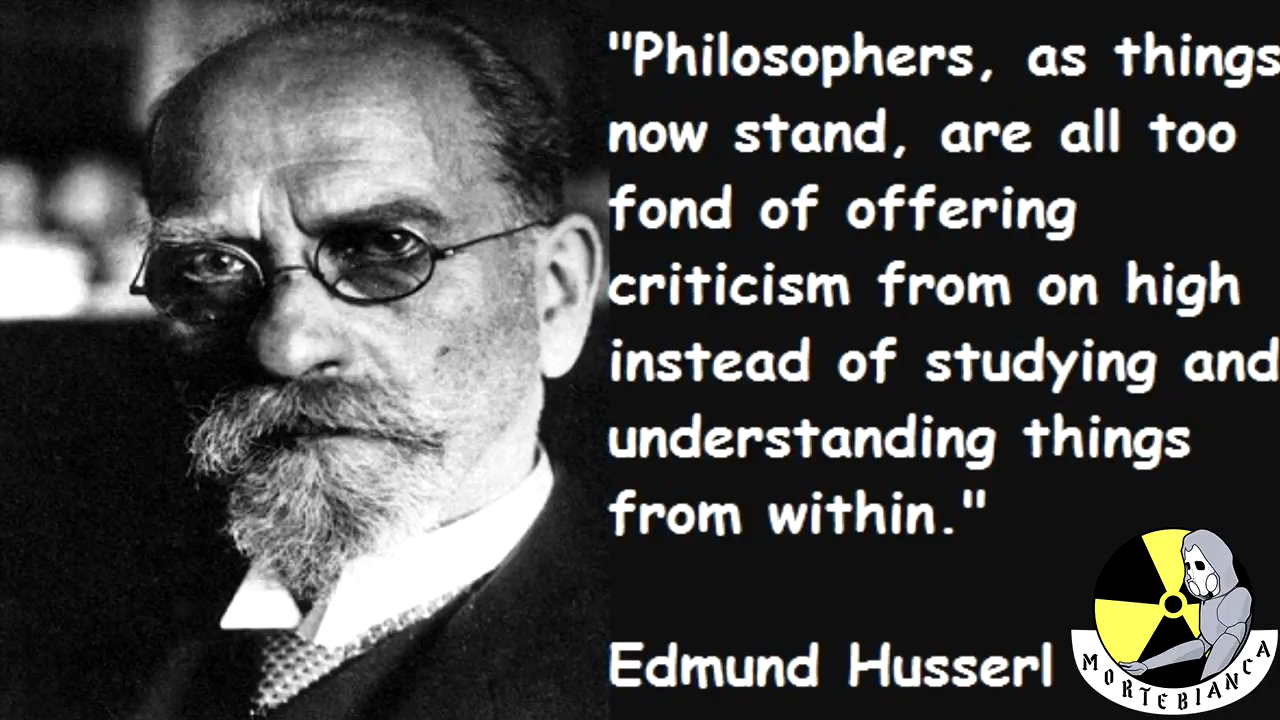 "Philosophers, as things
now stand, are all too
fond of offering
criticism from on high
instead of studying and
understanding things
from within."
Edmund Husserl
MORTEBIANCA